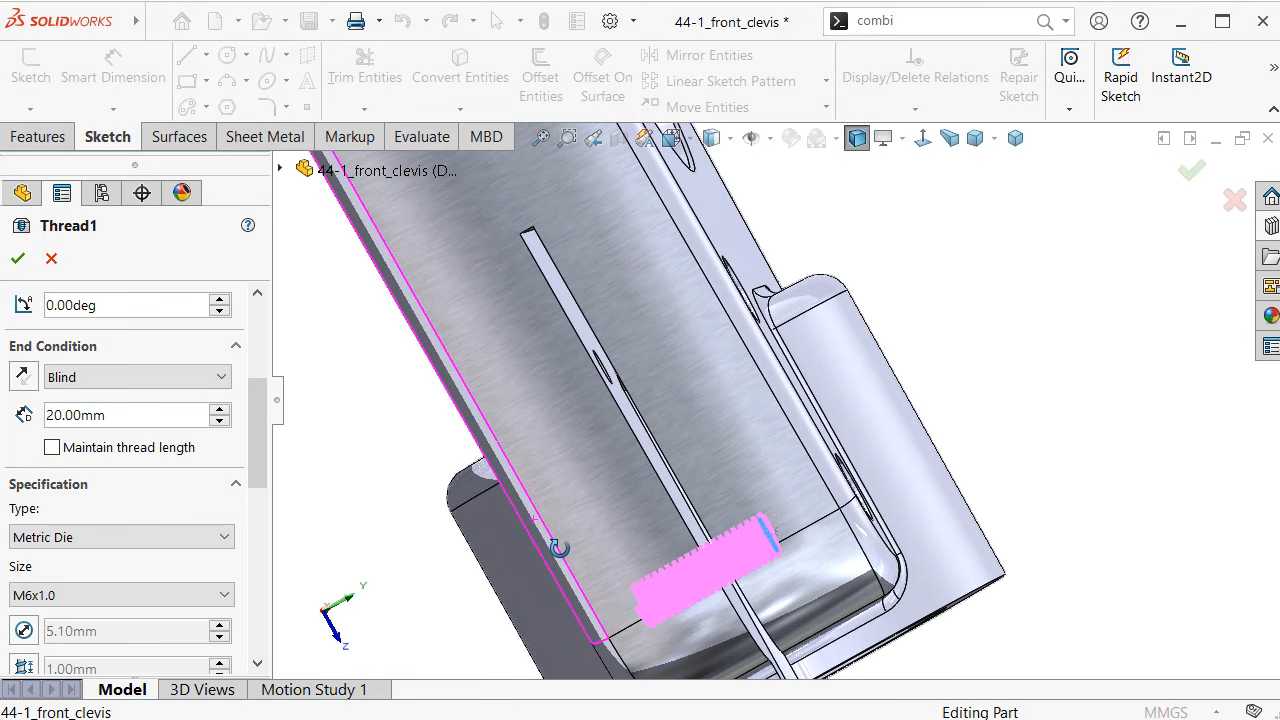 SOLIDWORKS
44-1_front_clevis *
combi
Sketch
Smart Dimension
Trim Entities
Convert Entities
Offset Entities
Offset On Surface
Mirror Entities
Linear Sketch Pattern
Move Entities
Display/Delete Relations
Repair Sketch
Qui...
Rapid Sketch
Instant2D
Features
Sketch
Surfaces
Sheet Metal
Markup
Evaluate
MBD
44-1_front_clevis (D...
Thread1
0.00deg
End Condition
Blind
20.00mm
Maintain thread length
Specification
Type:
Metric Die
Size
M6x1.0
5.10mm
1.00mm
Y
Z
Model
3D Views
Motion Study 1
44-1_front_clevis
Editing Part
MMGS